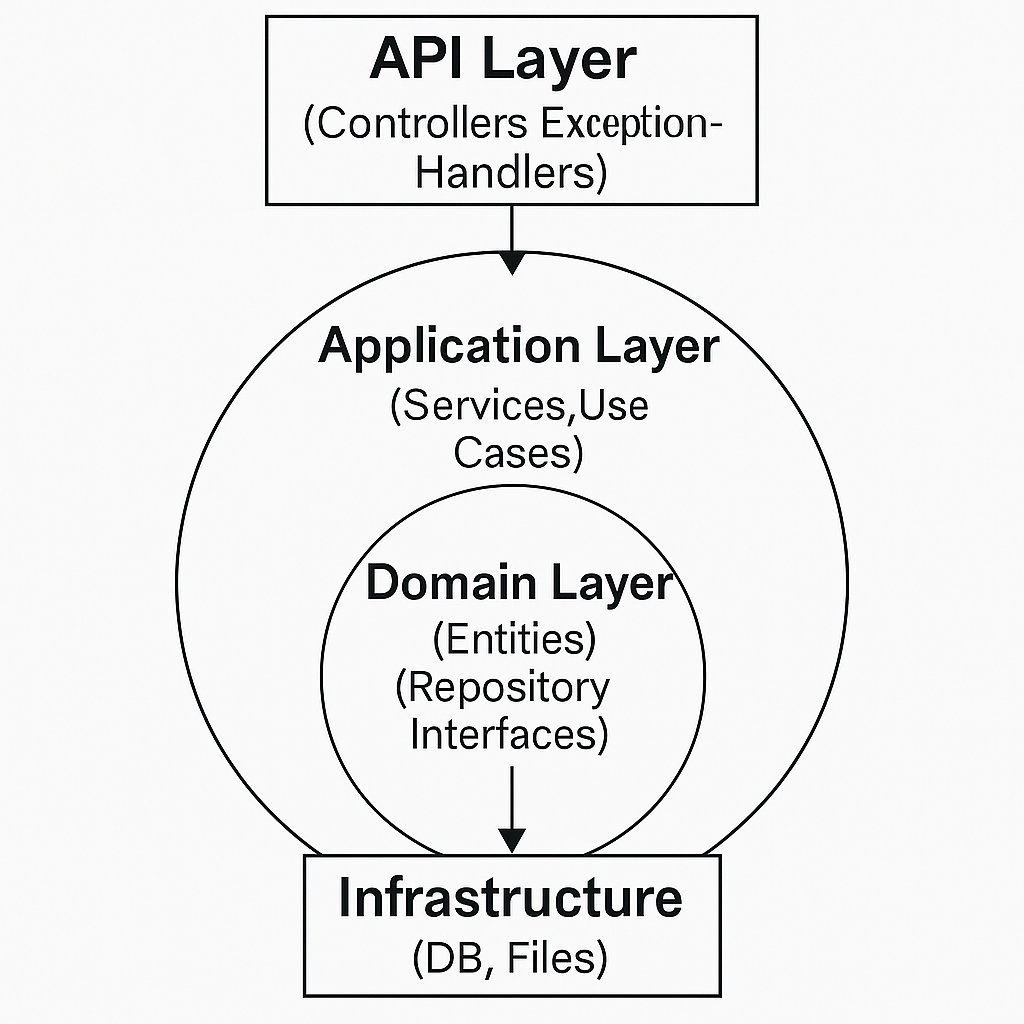 API Layer
(Controllers Exception-
Handlers)
Application Layer
(Services,Use
Cases)
Domain Layer
(Entities)
(Repository
Interfaces)
Infrastructure
(DB, Files)